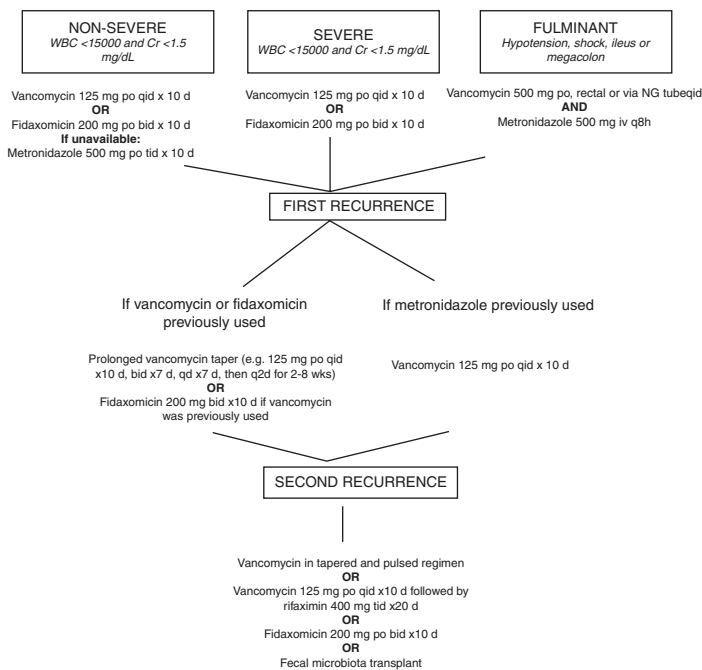 NON-SEVERE
WBC <15000 and Cr <1.5
mg/dL
SEVERE
WBC <15000 and Cr <1.5 mg/dL
FULMINANT
Hypotension, shock, ileus or
megacolon
Vancomycin 125 mg po qid x 10 d
OR
Fidaxomicin 200 mg po bid x 10 d
If unavailable:
Metronidazole 500 mg po tid x 10 d
Vancomycin 125 mg po qid x 10 d
OR
Fidaxomicin 200 mg po bid x 10 d
Vancomycin 500 mg po, rectal or via NG tubeqid
AND
Metronidazole 500 mg iv q8h
FIRST RECURRENCE
If vancomycin or fidaxomicin
previously used
If metronidazole previously used
Prolonged vancomycin taper (e.g. 125 mg po qid
x10 d, bid x7 d, qd x7 d, then q2d for 2-8 wks)
OR
Fidaxomicin 200 mg bid x10 d if vancomycin
was previously used
Vancomycin 125 mg po qid x 10 d
SECOND RECURRENCE
Vancomycin in tapered and pulsed regimen
OR
Vancomycin 125 mg po qid x10 d followed by
rifaximin 400 mg tid x20 d
OR
Fidaxomicin 200 mg po bid x10 d
OR
Fecal microbiota transplant